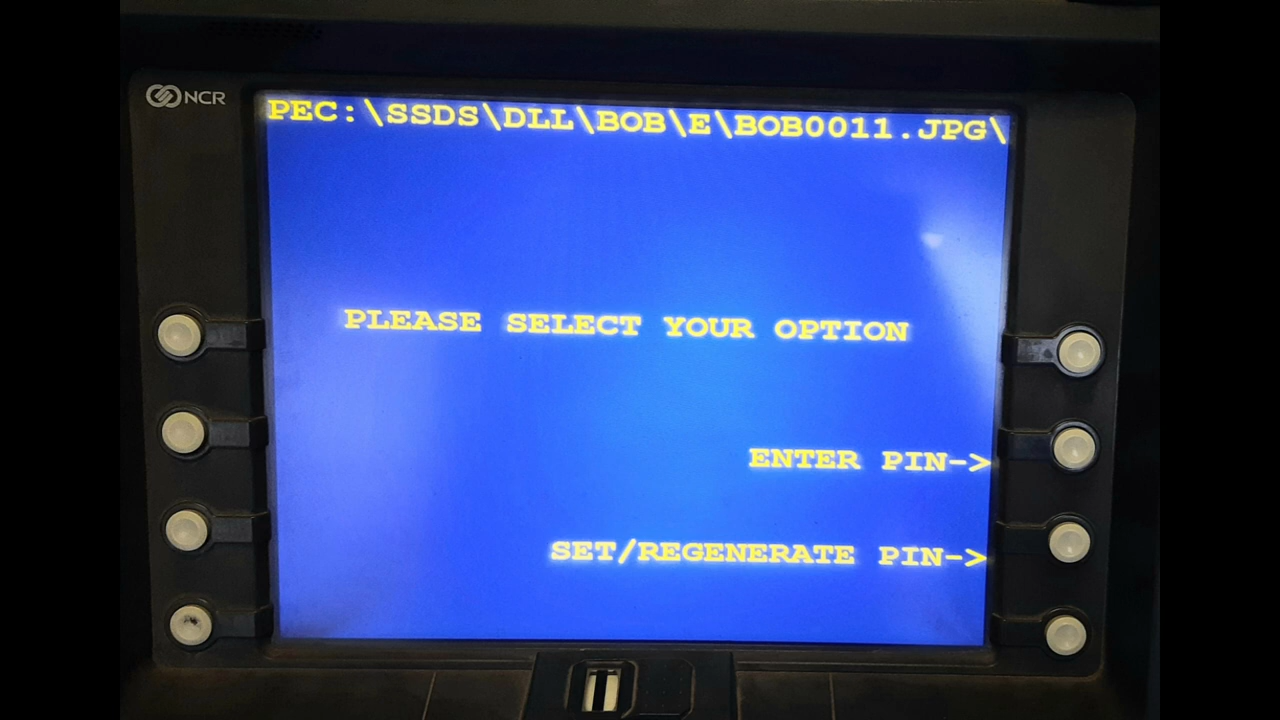 NCR
PEC:\SSDS\DLL\BOB\E\BOB0011.JPG\
PLEASE SELECT YOUR OPTION
ENTER PIN->
SET/REGENERATE PIN->